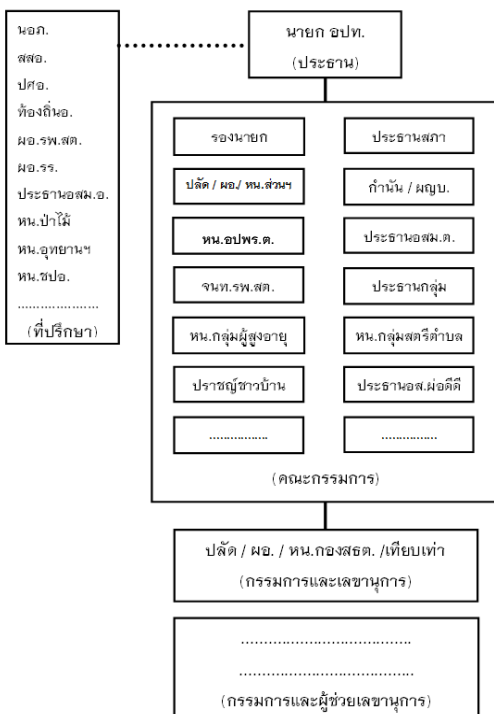 นอภ.
สสอ.
ปศอ.
ท้องถิ่นอ.
ผอ.รพ.สต.
ผอ.รร.
ประธานอสม.อ.
หน.ป่าไม้
หน.อุทยานฯ
หน.ชปอ.
.....................
(ที่ปรึกษา)
นายก อปท.
(ประธาน)
รองนายก
ประธานสภา
ปลัด / ผอ./ หน.ส่วนฯ
กำนัน / ผญบ.
หน.อปพร.ต.
ประธานอสม.ต.
จนท.รพ.สต.
ประธานกลุ่ม
หน.กลุ่มผู้สูงอายุ
หน.กลุ่มสตรีตำบล
ปราชญ์ชาวบ้าน
ประธานอส.ผ่อดีดี
................
...............
(คณะกรรมการ)
ปลัด / ผอ. / หน.กองสธต. /เทียบเท่า
(กรรมการและเลขานุการ)
.....................................
......................................
(กรรมการและผู้ช่วยเลขานุการ)